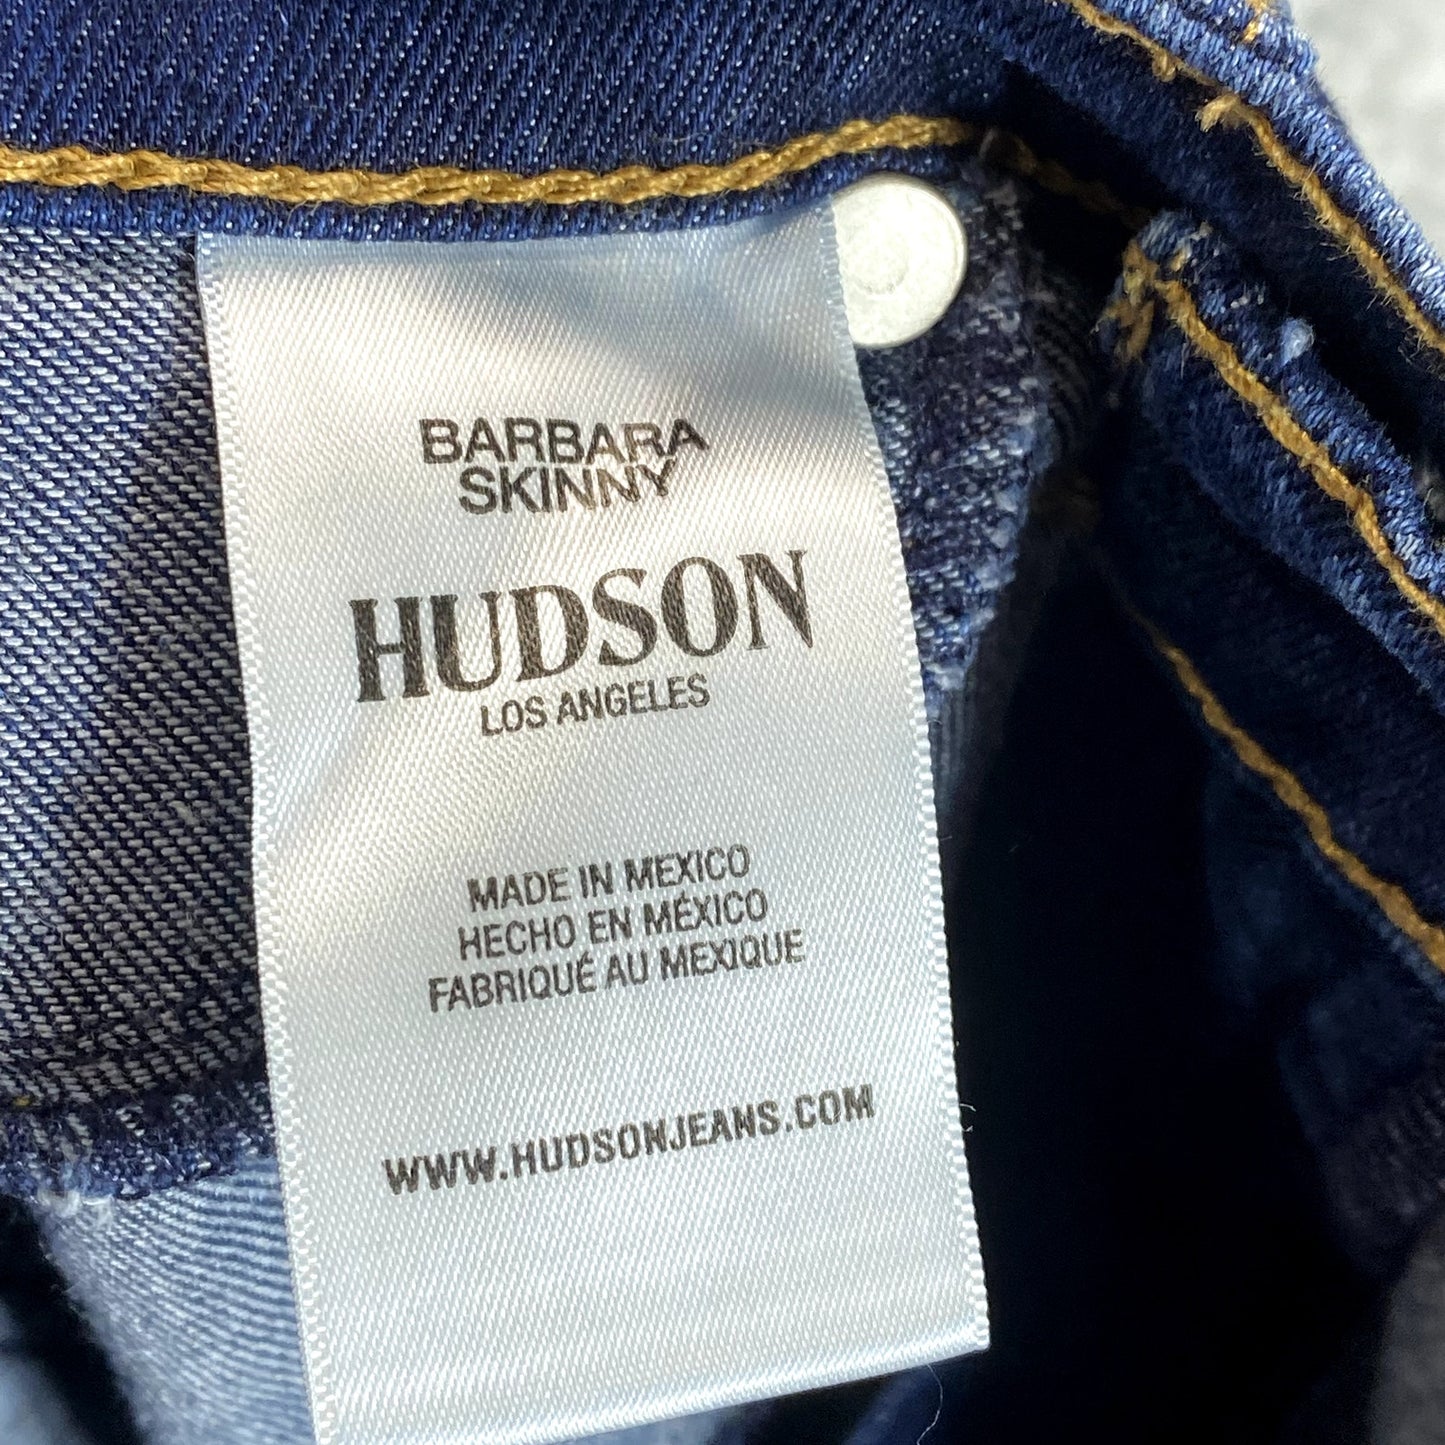 BARBARA
SKINNY
HUDSON
LOS ANGELES
MADE IN MEXICO
HECHO EN MÉXICO
FABRIQUÉ AU MEXIQUE
WWW.HUDSONJEANS.COM